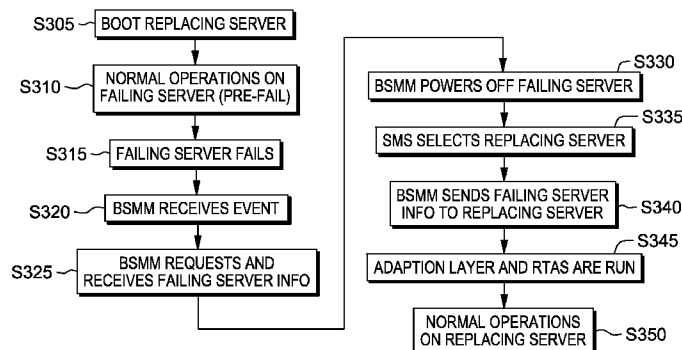 S305
BOOT REPLACING SERVER
S310
NORMAL OPERATIONS ON
FAILING SERVER (PRE-FAIL)
S315
FAILING SERVER FAILS
S320
BSMM RECEIVES EVENT
S325
BSMM REQUESTS AND
RECEIVES FAILING SERVER INFO
S330
BSMM POWERS OFF FAILING SERVER
S335
SMS SELECTS REPLACING SERVER
BSMM SENDS FAILING SERVER
INFO TO REPLACING SERVER
S340
S345
ADAPTION LAYER AND RTAS ARE RUN
NORMAL OPERATIONS
ON REPLACING SERVER
S350